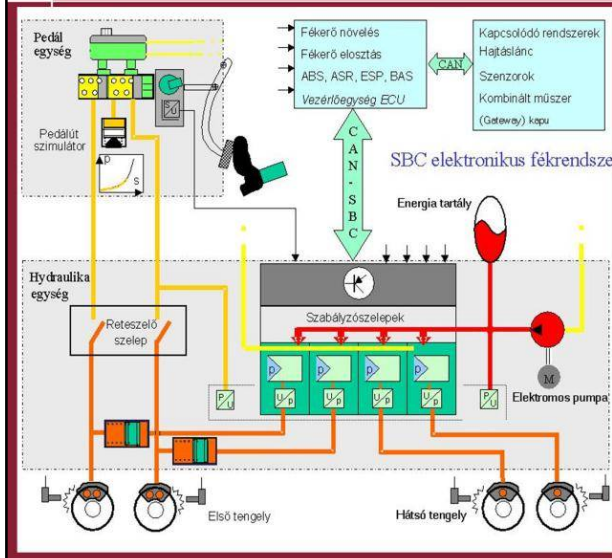 Pedál
egység
Pedálút
szimulátor
p
s
S
U
Fékerő növelés
Fékerő elosztás
ABS, ASR, ESP, BAS
Vezérlőegység ECU
CAN
Kapcsolódó rendszerek
Hajtáslánc
Szenzorok
Kombinált műszer
(Gateway) kapu
CAN-SBC
SBC elektronikus fékrendsze
Energia tartály
Hydraulika
egység
Reteszelő
szelep
Szabályzószelepek
p
p
p
p
U/p
U/p
U/p
U/p
P/U
P/U
M
Elektromos pumpa
Első tengely
Hátsó tengely